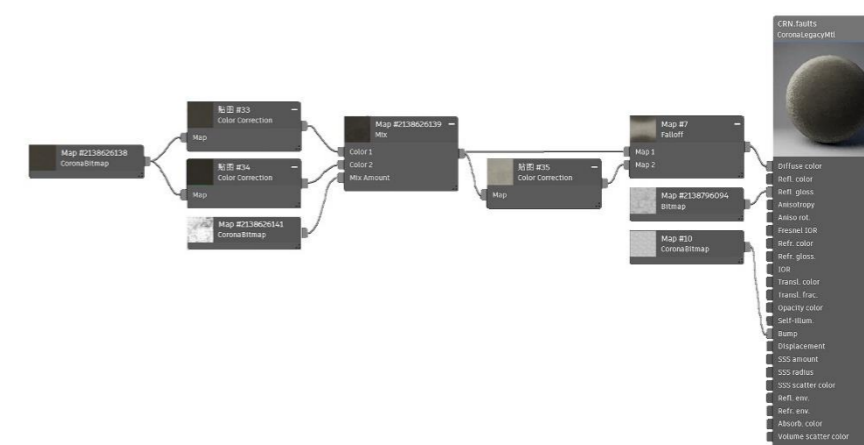 CRN.faults
CoronaLegacyMtl
贴图 #33
Color Correction
Map
Map #2138626139
Mix
Color 1
Color 2
Mix Amount
Map #7
Falloff
Map 1
Map 2
Map #2138626138
CoronaBitmap
贴图 #34
Color Correction
Map
贴图 #35
Color Correction
Map
Map #2138796094
Bitmap
Map #2138626141
CoronaBitmap
Map #10
CoronaBitmap
Diffuse color
Refl. color
Refl. gloss.
Anisotropy
Aniso rot.
Fresnel IOR
Refr. color
Refr. gloss.
IOR
Transl. color
Transl. frac.
Opacity color
Self-Illum.
Bump
Displacement
SSS amount
SSS radius
SSS scatter color
Refl. env.
Refr. env.
Absorb. color
Volume scatter color